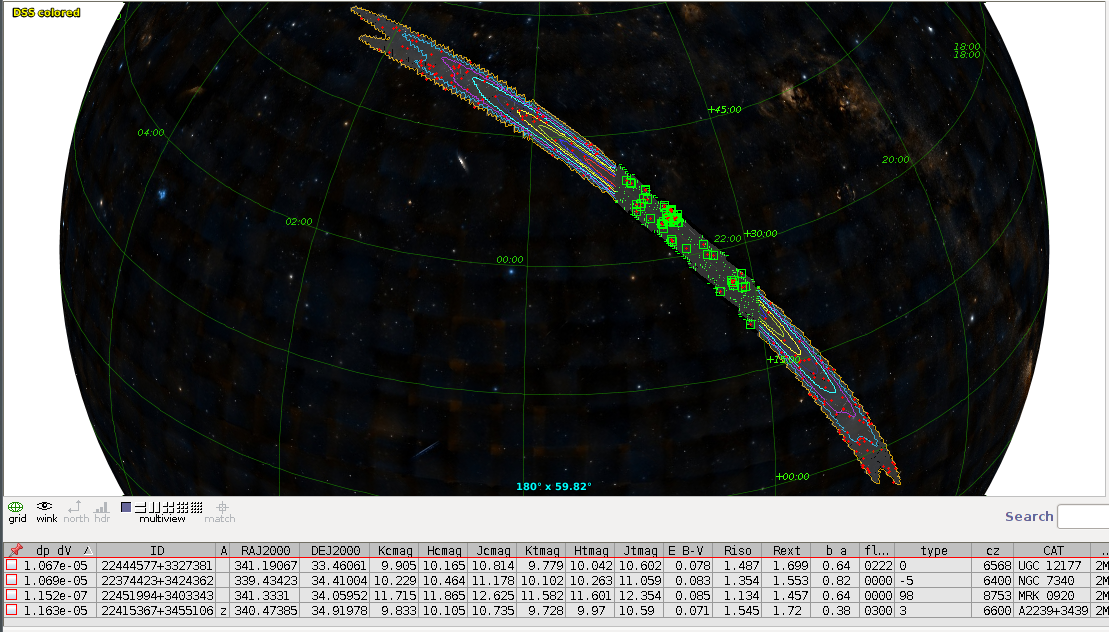 DSS colored
18:00
18:00
+45:00
04:00
20:00
02:00
22:00 +30:00
00:00
+15:00
+00:00
180° x 59.82°
grid wink north hdr multiview match
Search
dp_dV ID A RAJ2000 DEJ2000 Kcmag Hcmag Jcmag Ktmag Htmag Jtmag E_B-V Riso Rext b_a fl... type cz CAT ...
1.067e-05 22444577+3327381 341.19067 33.46061 9.905 10.165 10.814 9.779 10.042 10.602 0.078 1.487 1.699 0.64 0222 0 6568 UGC 12177 2M
1.069e-05 22374423+3424362 339.43423 34.41004 10.229 10.464 11.178 10.102 10.263 11.059 0.083 1.354 1.553 0.82 0000 -5 6400 NGC 7340 2M
1.152e-07 22451994+3403343 341.3331 34.05952 11.715 11.865 12.625 11.582 11.601 12.354 0.085 1.134 1.457 0.64 0000 98 8753 MRK 0920 2M
1.163e-05 22415367+3455106 z 340.47385 34.91978 9.833 10.105 10.735 9.728 9.97 10.59 0.071 1.545 1.72 0.38 0300 3 6600 A2239+3439 2M